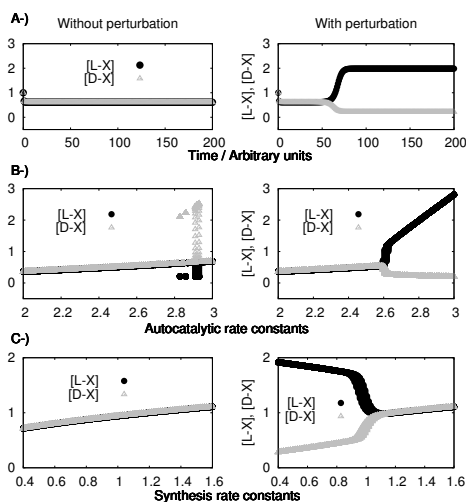 A-)
Without perturbation
With perturbation
3
2
1
0
[L-X]
[D-X]
0 50 100 150 200
[L-X], [D-X]
3
2
1
0
0 50 100 150 200
Time / Arbitrary units
B-)
3
2
1
0
[L-X]
[D-X]
2 2.2 2.4 2.6 2.8 3
[L-X], [D-X]
3
2
1
0
[L-X]
[D-X]
2 2.2 2.4 2.6 2.8 3
Autocatalytic rate constants
C-)
2
1
0
[L-X]
[D-X]
0.4 0.6 0.8 1 1.2 1.4 1.6
[L-X], [D-X]
2
1
0
[L-X]
[D-X]
0.4 0.6 0.8 1 1.2 1.4 1.6
Synthesis rate constants